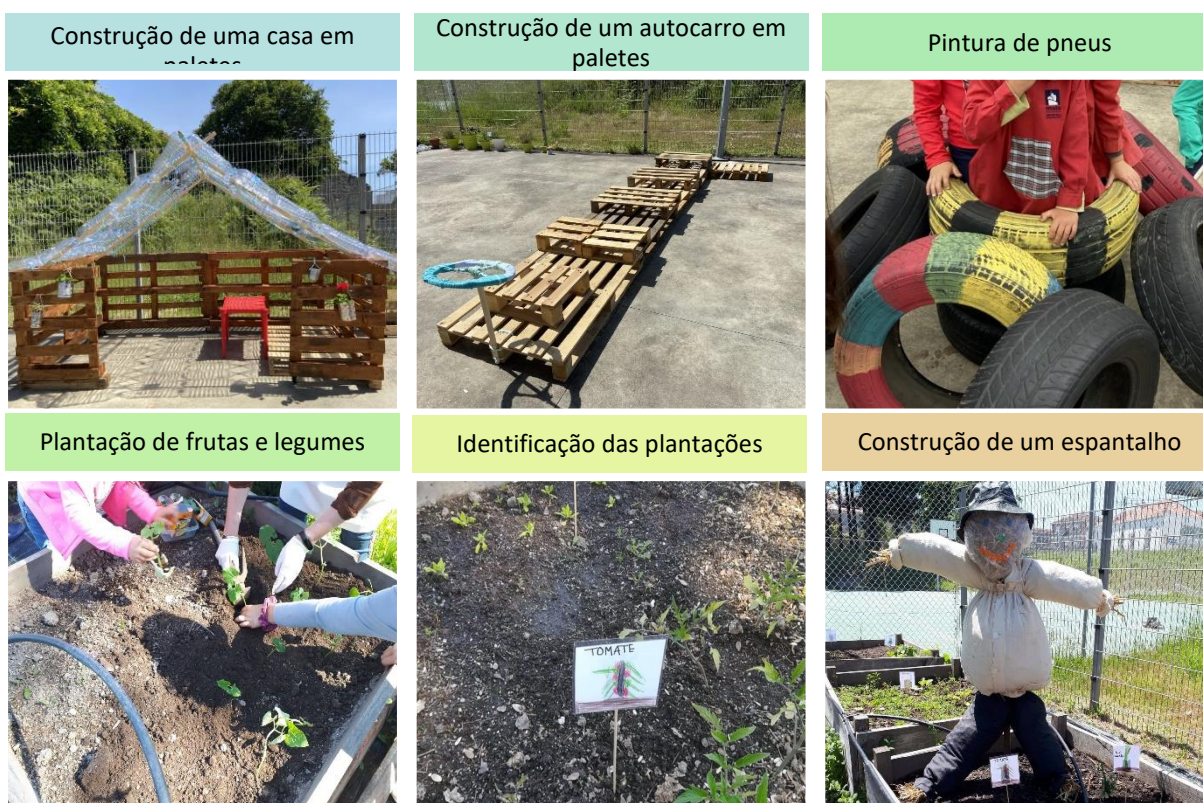 Construção de uma casa em
paletes
Construção de um autocarro em
paletes
Pintura de pneus
Plantação de frutas e legumes
Identificação das plantações
Construção de um espantalho
TOMATE